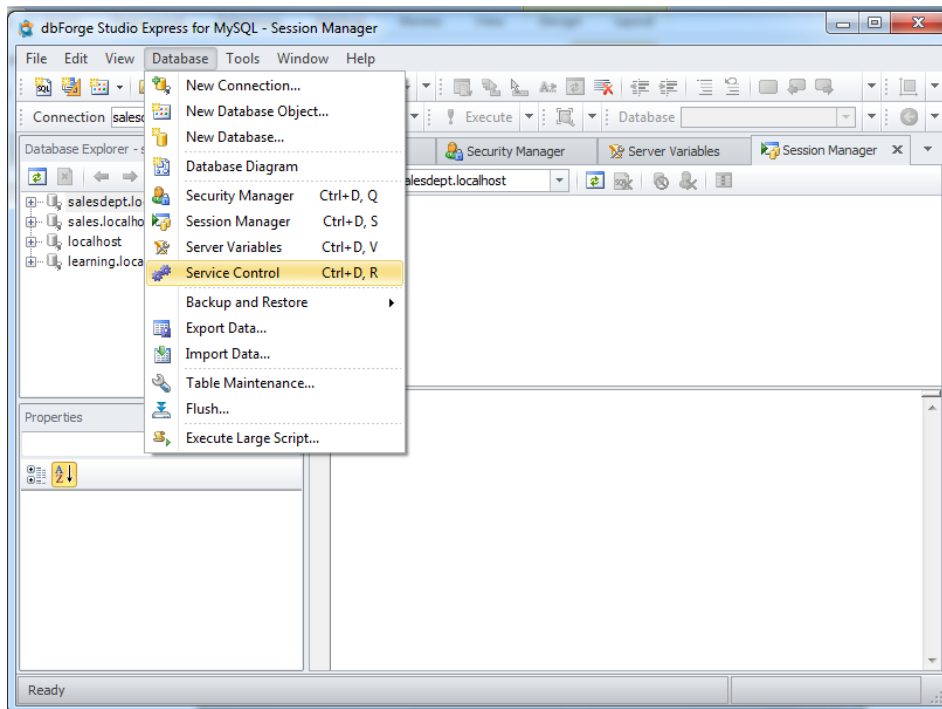 dbForge Studio Express for MySQL - Session Manager
File Edit View Database Tools Window Help
Connection salesd
Execute
Database
Database Explorer - s
Security Manager
Server Variables
Session Manager
alesdept.localhost
salesdept.lo
sales.localho
localhost
learning.loca
New Connection...
New Database Object...
New Database...
Database Diagram
Security Manager Ctrl+D, Q
Session Manager Ctrl+D, S
Server Variables Ctrl+D, V
Service Control Ctrl+D, R
Backup and Restore
Export Data...
Import Data...
Table Maintenance...
Flush...
Execute Large Script...
Properties
Ready